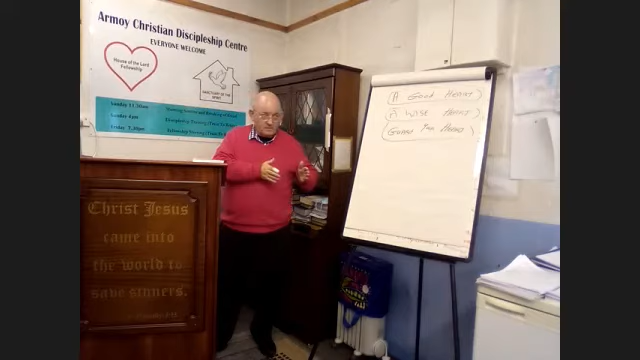 Armoy Christian Discipleship Centre
EVERYONE WELCOME
House of the Lord
Fellowship
SANCTUARY OF THE
Sunday 11.30am
Sunday 6pm
Friday 7.30pm
A Good Heart
A Wise Heart
Guard the Heart
Christ Jesus
came into
the world to
save sinners.